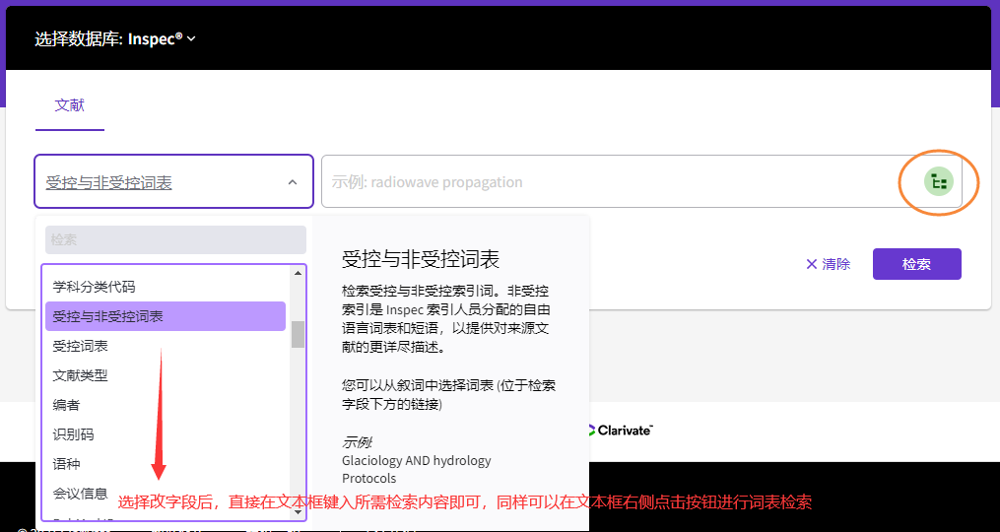 选择数据库: Inspec®
文献
受控与非受控词表
示例: radiowave propagation
清除
检索
检索
学科分类代码
受控与非受控词表
受控词表
文献类型
编者
识别码
语种
会议信息
受控与非受控词表
检索受控与非受控索引词。非受控
索引是 Inspec 索引人员分配的自由
语言词表和短语，以提供对来源文
献的更详尽描述。
您可以从叙词中选择词表 (位于检索
字段下方的链接)
示例:
Glaciology AND hydrology
Protocols
Clarivate™
选择改字段后，直接在文本框键入所需检索内容即可，同样可以在文本框右侧点击按钮进行词表检索